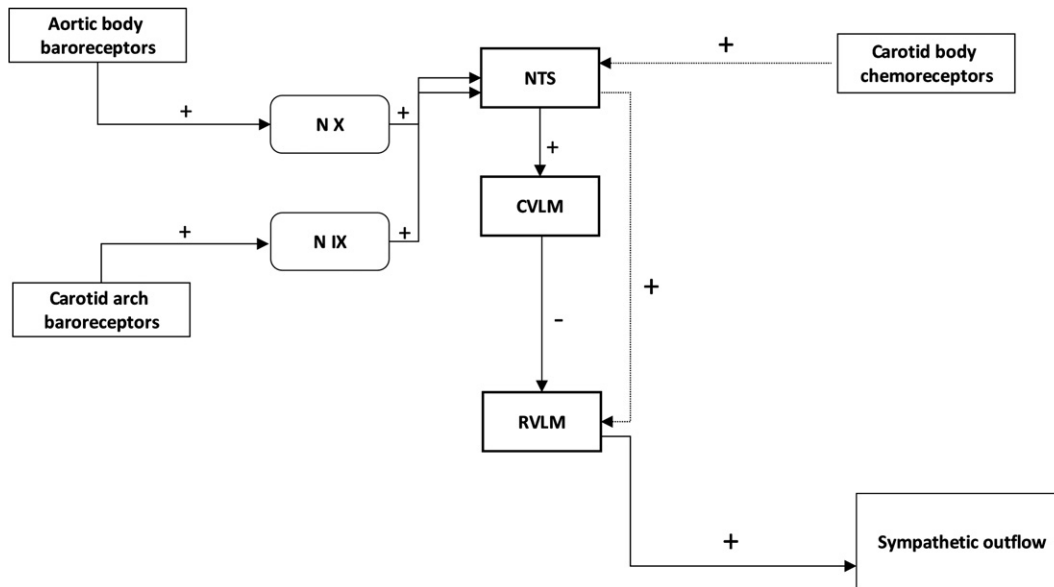 Aortic body
baroreceptors
+
N X
+
NTS
+
Carotid body
chemoreceptors
+
CVLM
+
N IX
+
Carotid arch
baroreceptors
+
-
RVLM
+
Sympathetic outflow